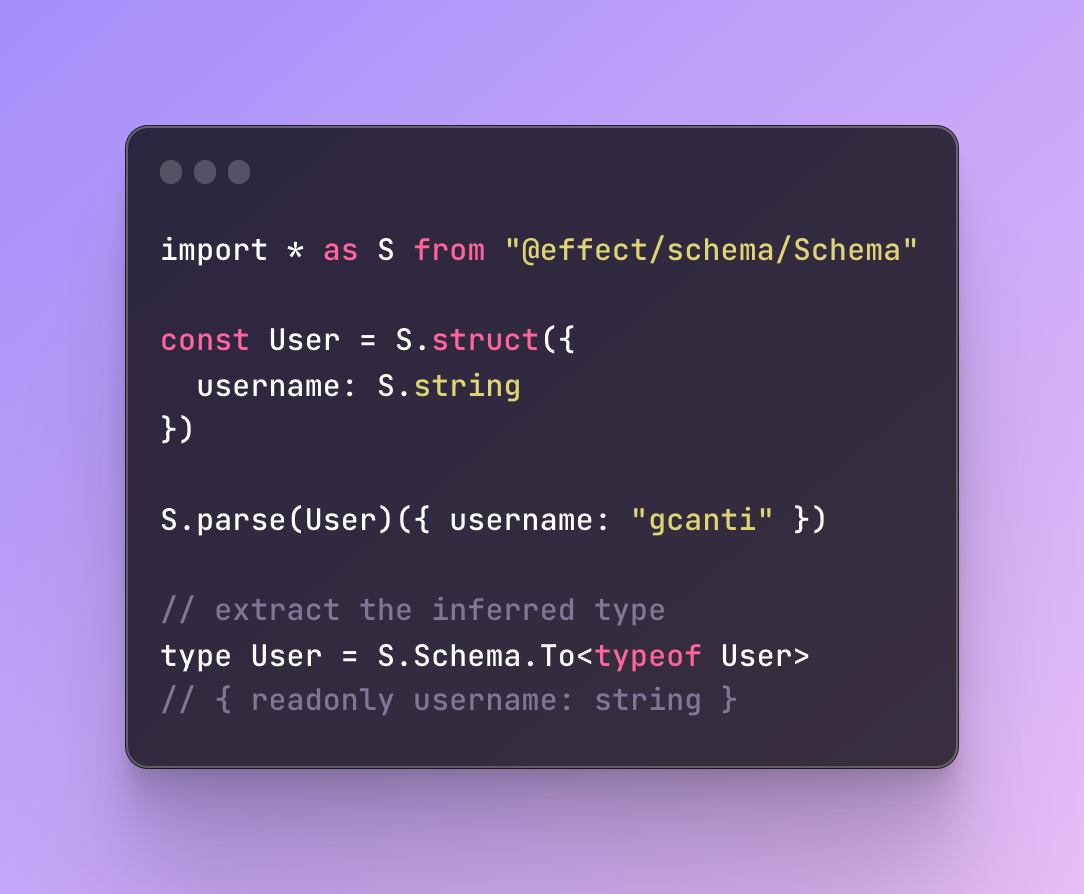 import * as S from "@effect/schema/Schema"
const User = S.struct({
  username: S.string
})
S.parse(User)({ username: "gcanti" })
// extract the inferred type
type User = S.Schema.To<typeof User>
// { readonly username: string }